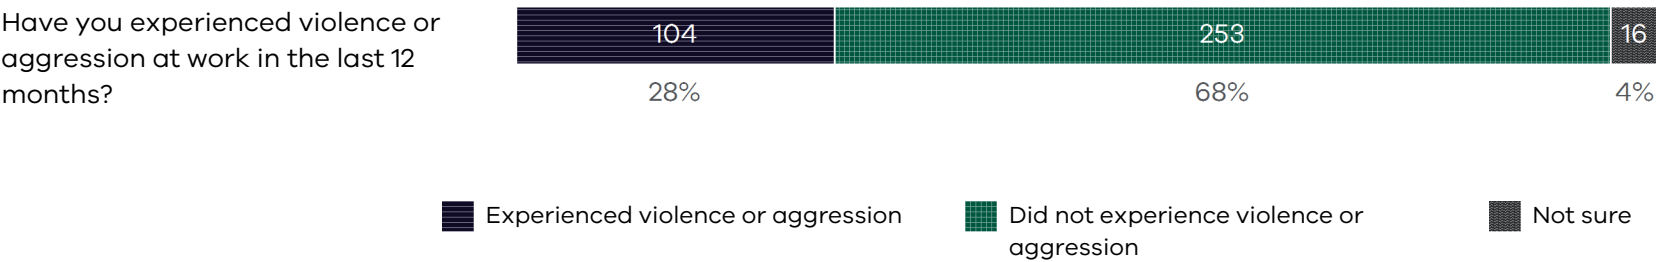 Have you experienced violence or
aggression at work in the last 12
months?
104 253 16
28% 68% 4%
Experienced violence or aggression
Did not experience violence or
aggression
Not sure